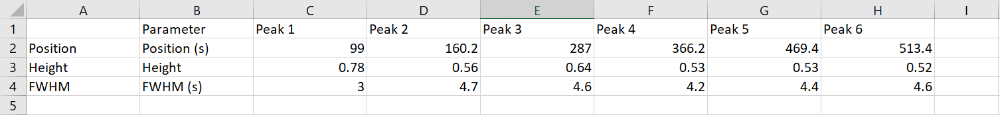 A B C D E F G H I
1 Parameter Peak 1 Peak 2 Peak 3 Peak 4 Peak 5 Peak 6
2 Position Position (s) 99 160.2 287 366.2 469.4 513.4
3 Height Height 0.78 0.56 0.64 0.53 0.53 0.52
4 FWHM FWHM (s) 3 4.7 4.6 4.2 4.4 4.6
5